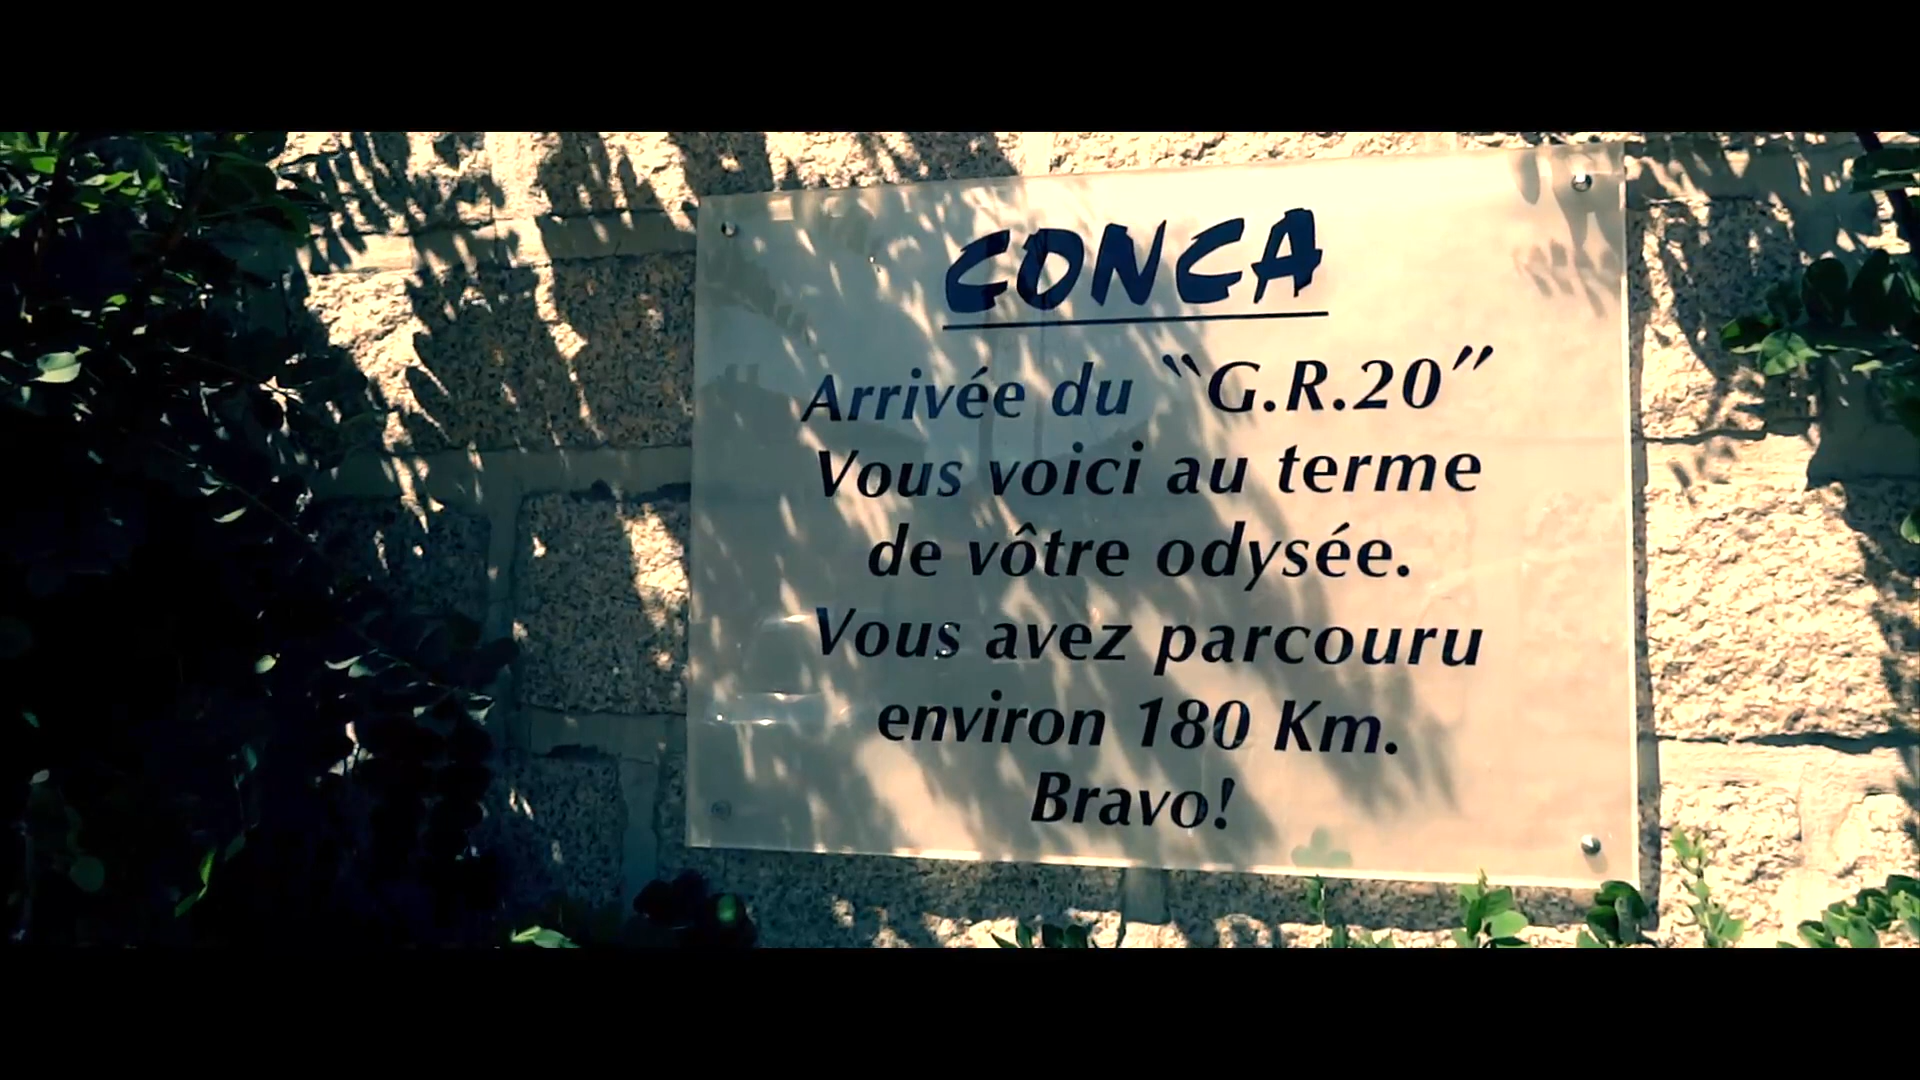 CONCA
Arrivée du “G.R.20”
Vous voici au terme
de vôtre odysée.
Vous avez parcouru
environ 180 Km.
Bravo!